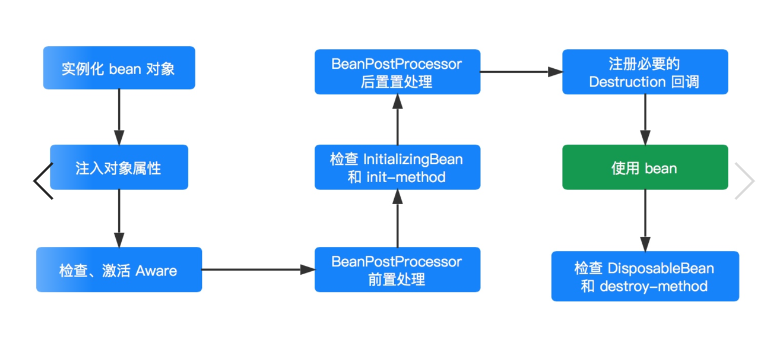 实例化 bean 对象
注入对象属性
检查、激活 Aware
BeanPostProcessor
前置处理
检查 InitializingBean
和 init-method
BeanPostProcessor
后置置处理
注册必要的
Destruction 回调
使用 bean
检查 DisposableBean
和 destroy-method